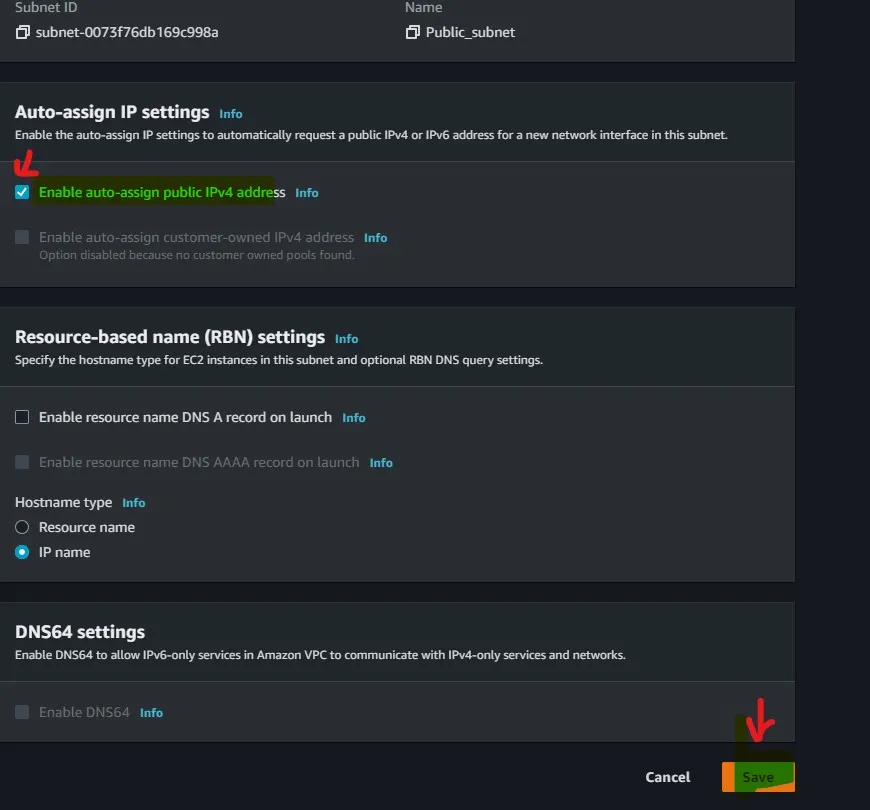 Subnet ID
Name
subnet-0073f76db169c998a
Public_subnet
Auto-assign IP settings Info
Enable the auto-assign IP settings to automatically request a public IPv4 or IPv6 address for a new network interface in this subnet.
Enable auto-assign public IPv4 address Info
Enable auto-assign customer-owned IPv4 address Info
Option disabled because no customer owned pools found.
Resource-based name (RBN) settings Info
Specify the hostname type for EC2 instances in this subnet and optional RBN DNS query settings.
Enable resource name DNS A record on launch Info
Enable resource name DNS AAAA record on launch Info
Hostname type Info
Resource name
IP name
DNS64 settings
Enable DNS64 to allow IPv6-only services in Amazon VPC to communicate with IPv4-only services and networks.
Enable DNS64 Info
Cancel Save